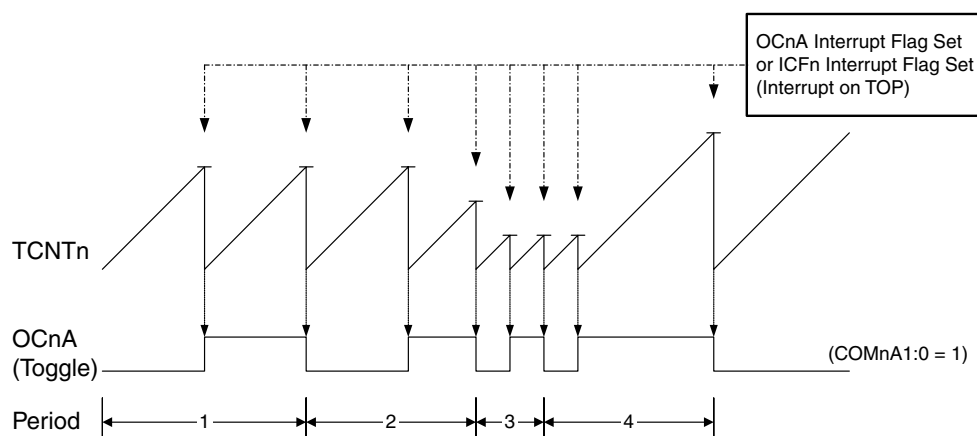 OCnA Interrupt Flag Set
or ICFn Interrupt Flag Set
(Interrupt on TOP)
TCNTn
OCnA
(Toggle)
(COMnA1:0 = 1)
Period 1 2 3 4